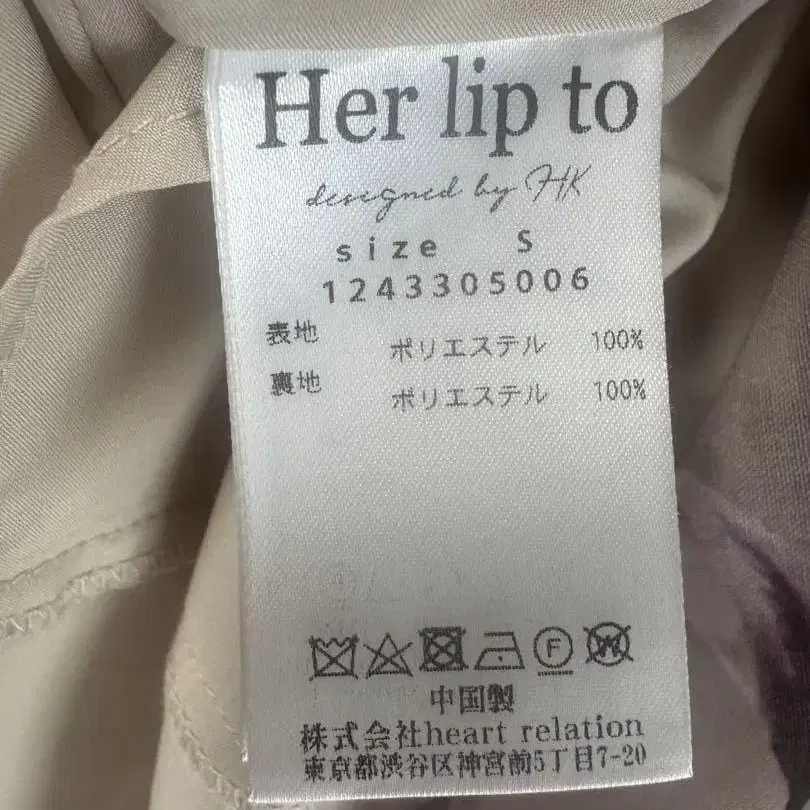 Her lip to
designed by HK
size S
1243305006
表地 ポリエステル 100%
裏地 ポリエステル 100%
F W
中国製
株式会社heart relation
東京都渋谷区神宮前5丁目7-20